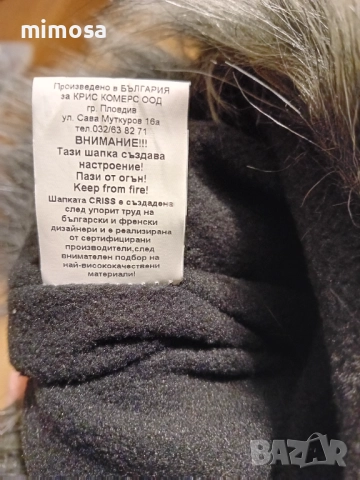 mimosa
Произведено в БЪЛГАРИЯ
за КРИС КОМЕРС ООД
гр. Пловдив
ул. Сава Муткуров 16а
тел.032/63 82 71
ВНИМАНИЕ!!!
Тази шапка създава
настроение!
Пази от огън!
Keep from fire!
Шапката CRISS е създадена
след упорит труд на
български и френски
дизайнери и е реализирана
от сертифицирани
производители,след
внимателен подбор на
най-висококачествени
материали!
BAZAR
bg